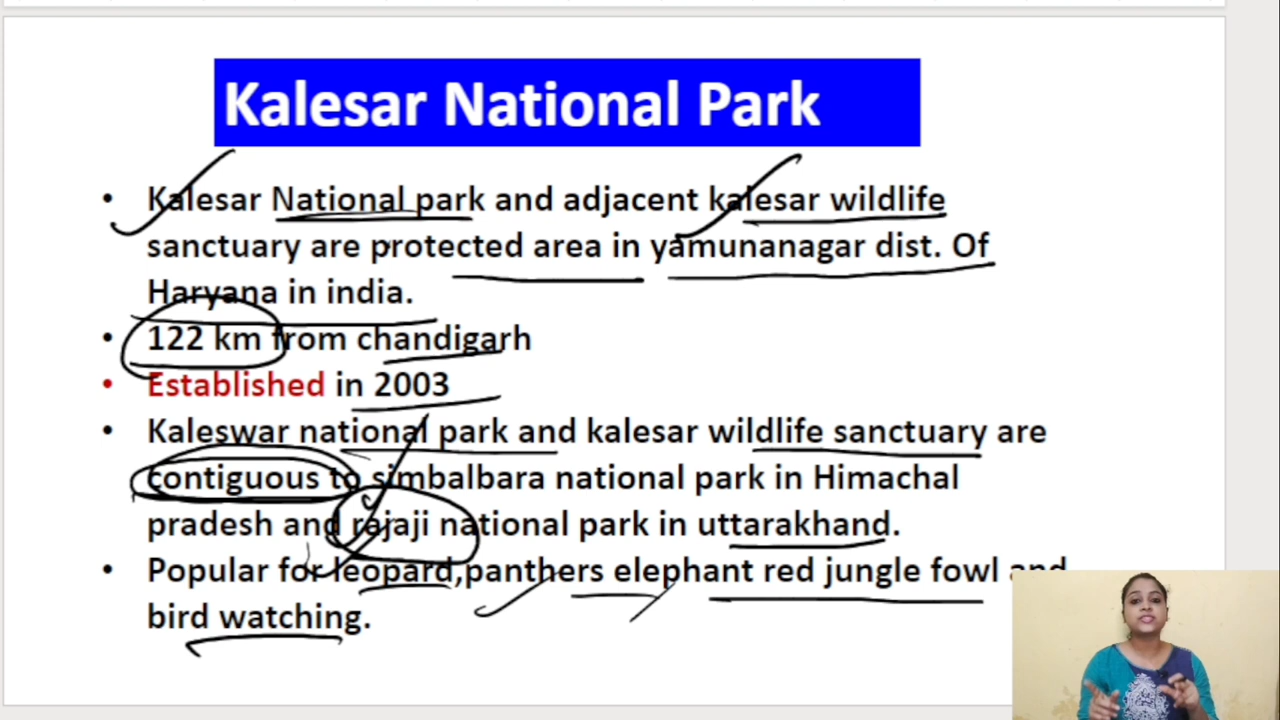 Kalesar National Park
• Kalesar National park and adjacent kalesar wildlife
sanctuary are protected area in yamunanagar dist. Of
Haryana in india.
• 122 km from chandigarh
• Established in 2003
• Kaleswar national park and kalesar wildlife sanctuary are
contiguous to simbalbara national park in Himachal
pradesh and rajaji national park in uttarakhand.
• Popular for leopard,panthers elephant red jungle fowl and
bird watching.